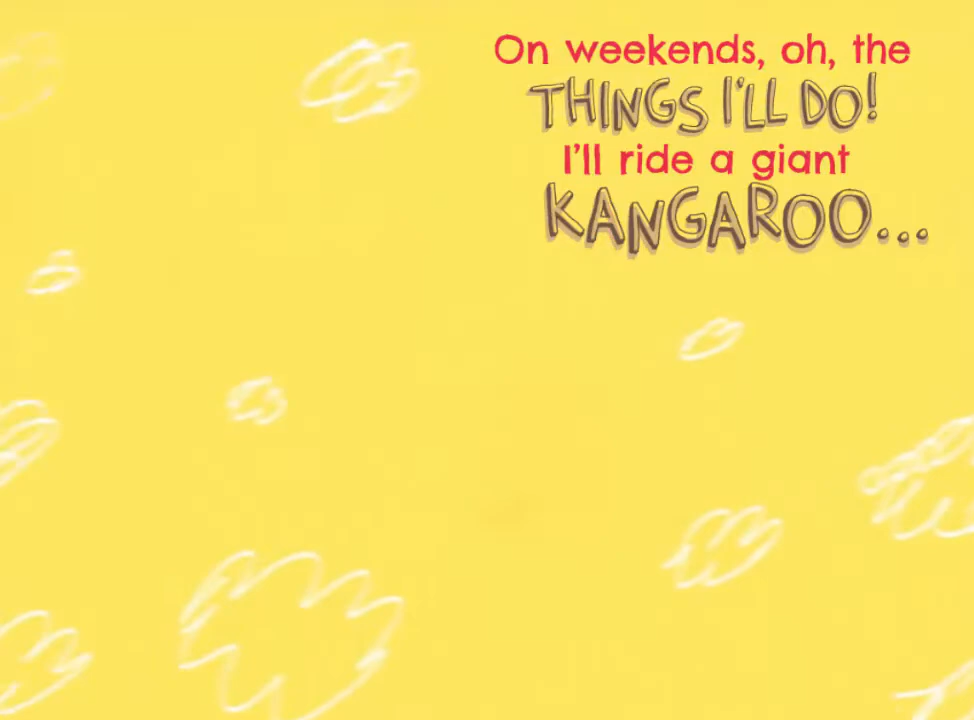 On weekends, oh, the
THINGS I'LL DO!
I'll ride a giant
KANGAROO...